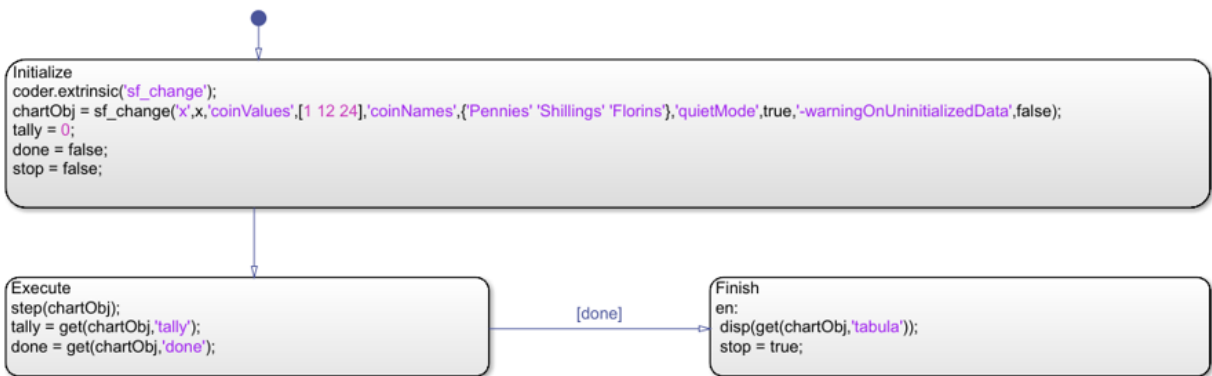 Initialize
coder.extrinsic('sf_change');
chartObj = sf_change('x',x,'coinValues',[1 12 24],'coinNames',{'Pennies' 'Shillings' 'Florins'},'quietMode',true,'-warningOnUninitializedData',false);
tally = 0;
done = false;
stop = false;
Execute
step(chartObj);
tally = get(chartObj,'tally');
done = get(chartObj,'done');
[done]
Finish
en:
disp(get(chartObj,'tabula'));
stop = true;